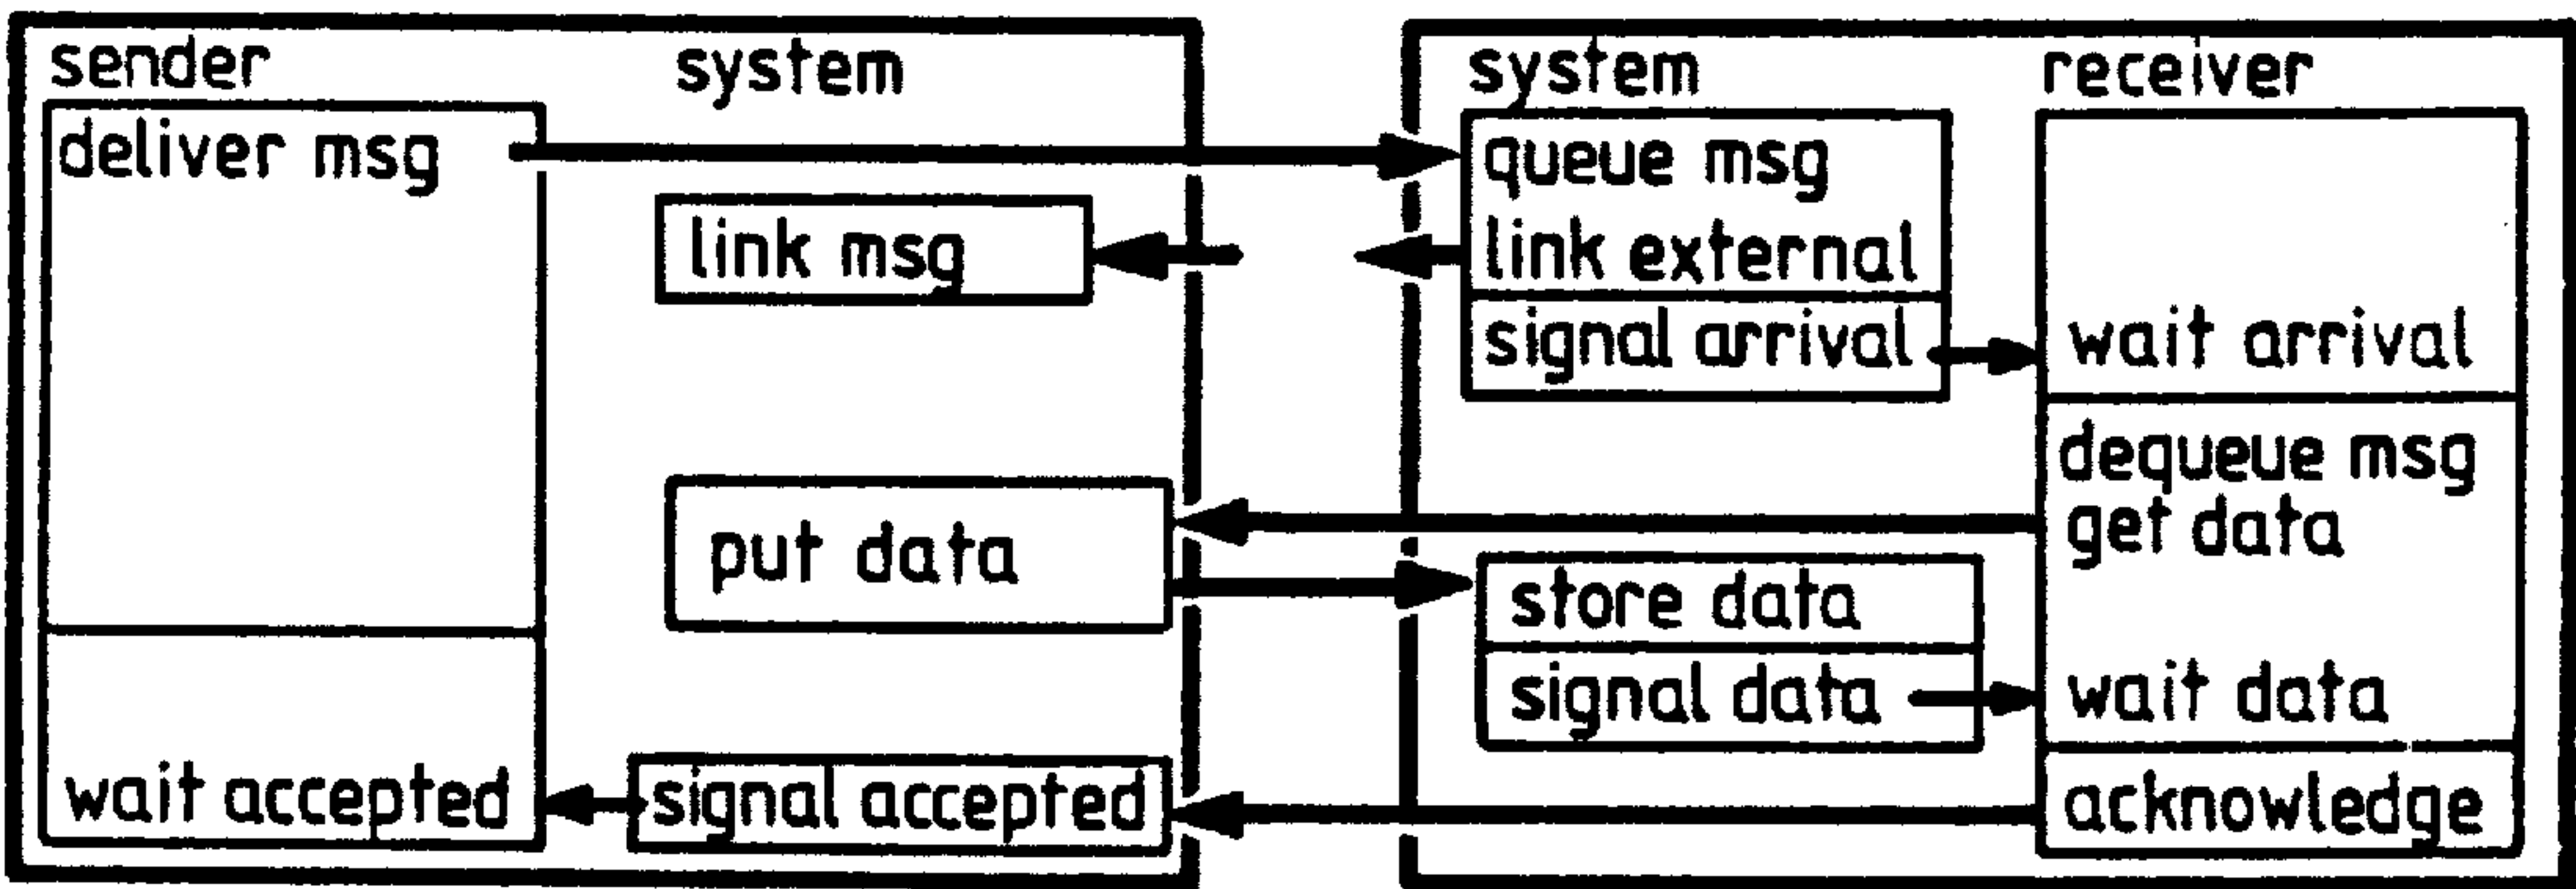 sender
system
deliver msg
link msg
put data
wait accepted
signal accepted
system
receiver
queue msg
link external
signal arrival
wait arrival
dequeue msg
get data
store data
signal data
wait data
acknowledge